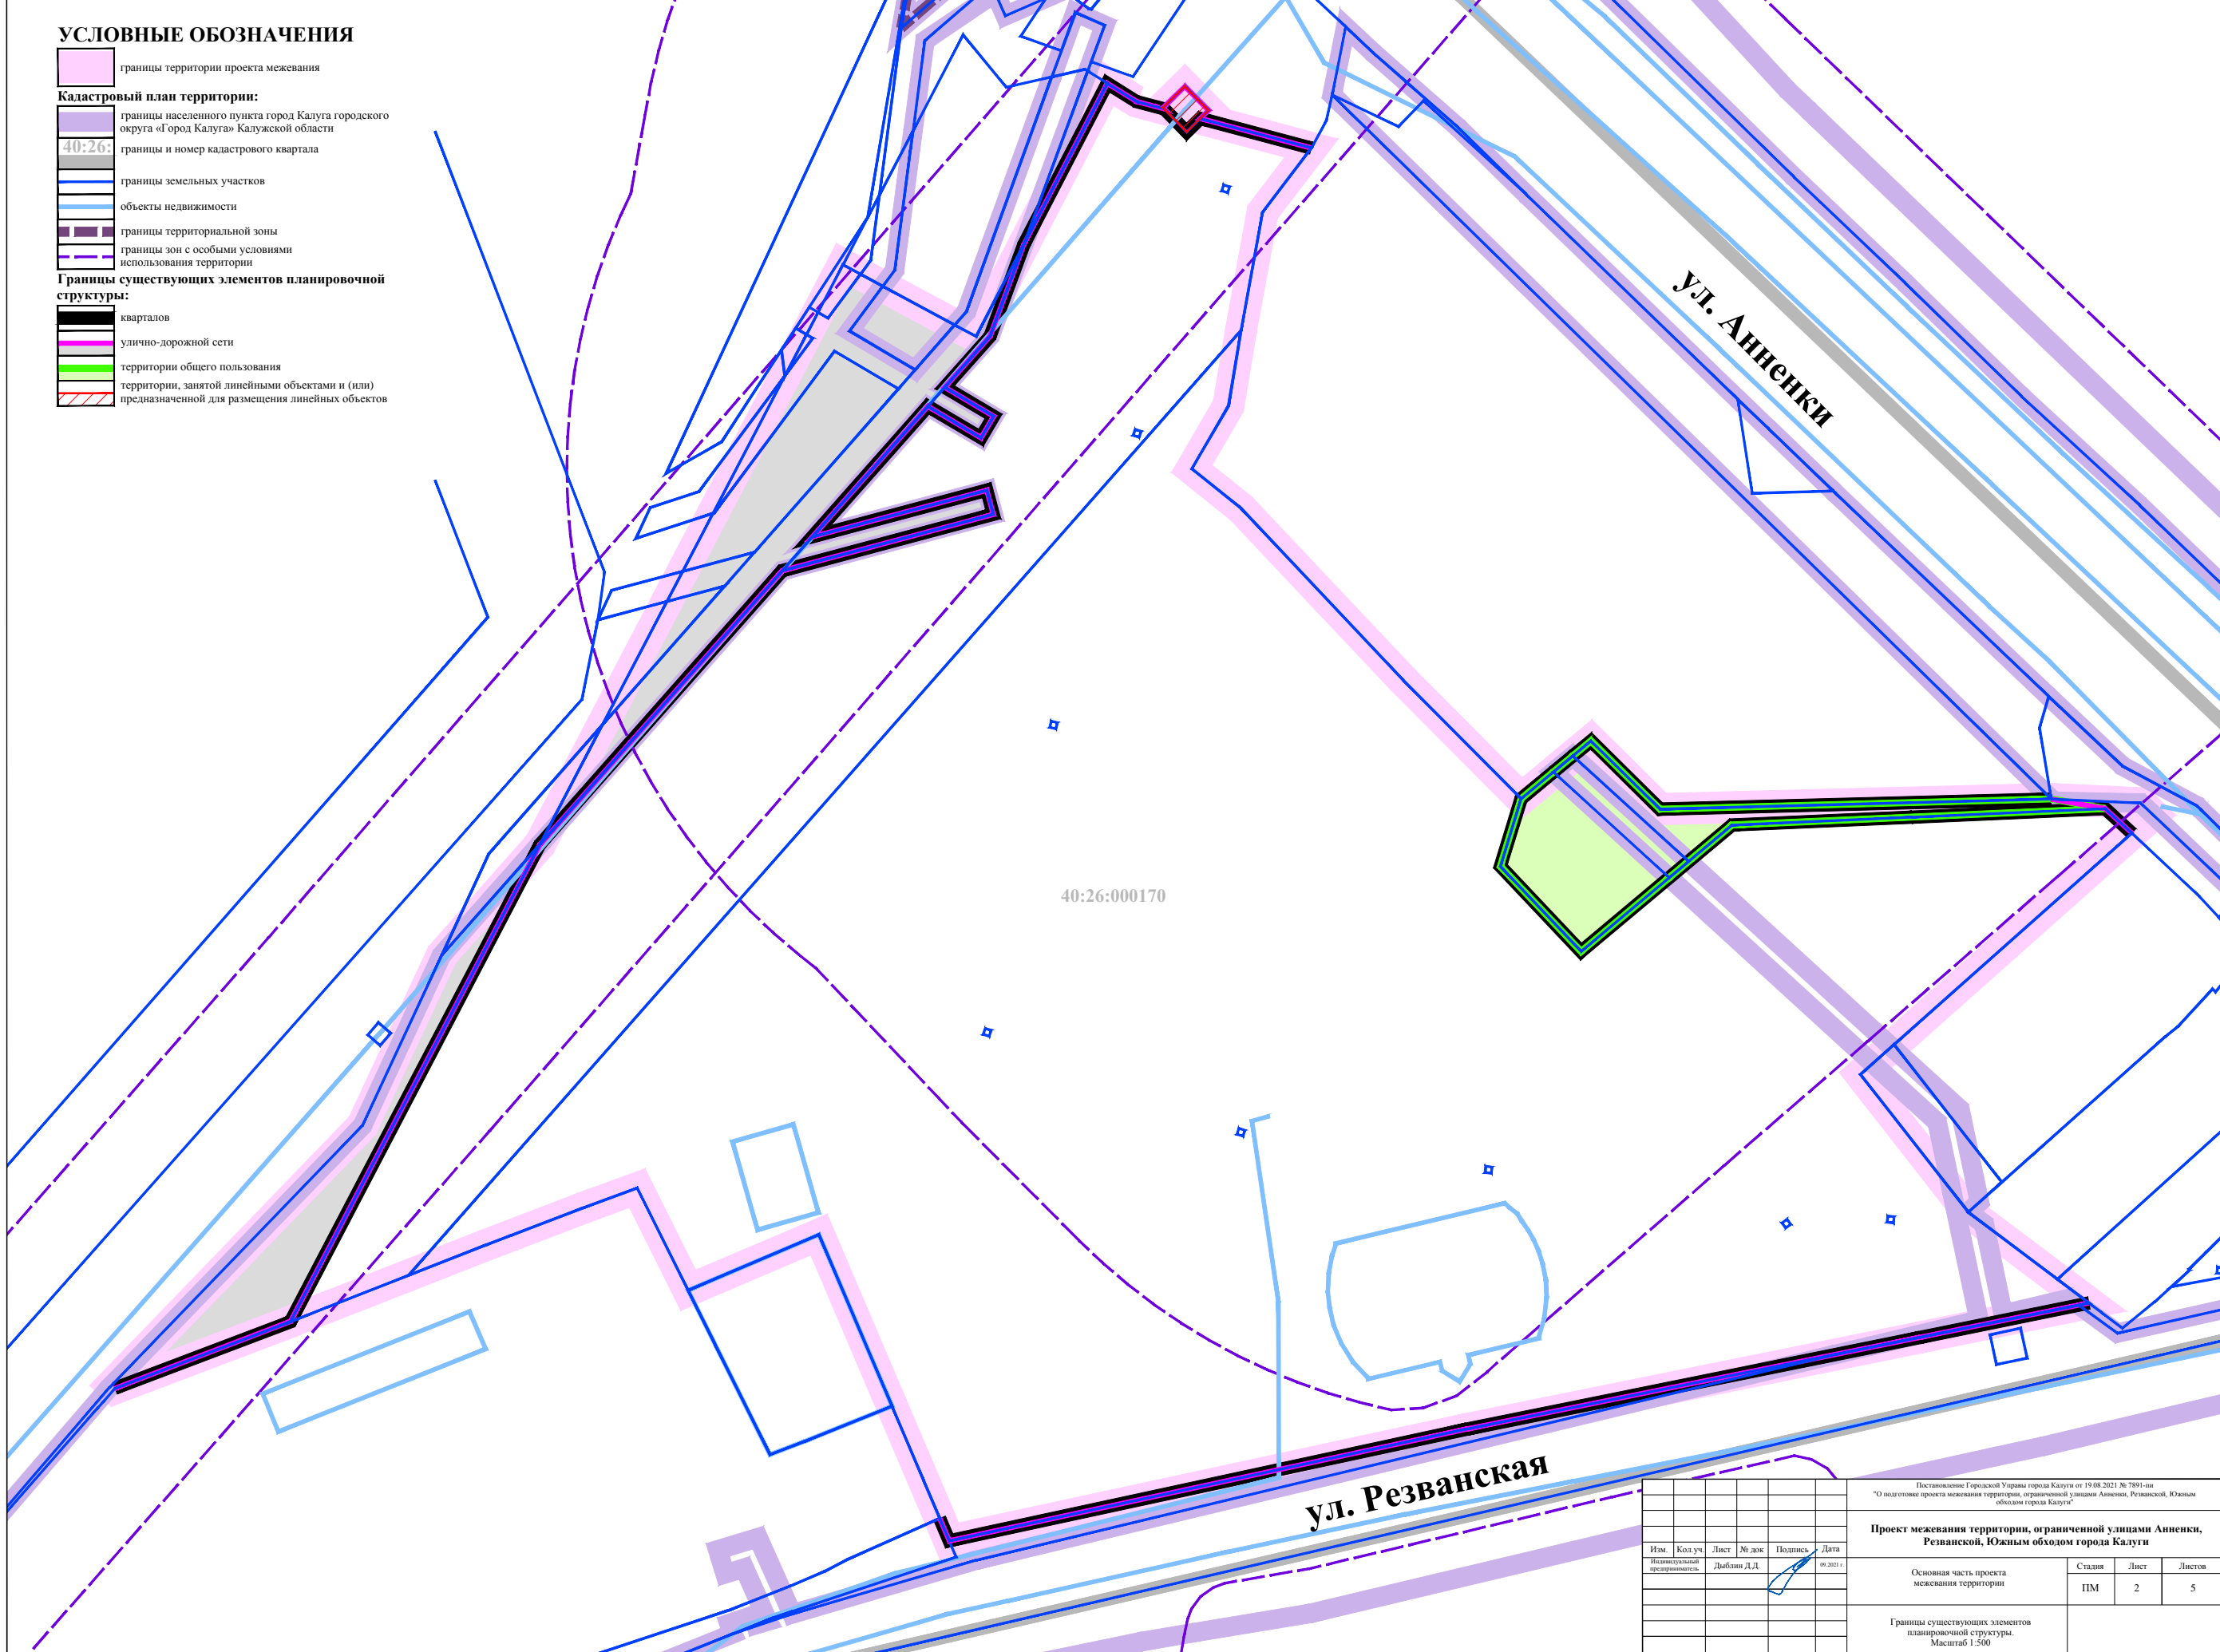 УСЛОВНЫЕ ОБОЗНАЧЕНИЯ
границы территории проекта межевания
Кадастровый план территории:
границы населенного пункта город Калуга городского
округа «Город Калуга» Калужской области
40:26:
границы и номер кадастрового квартала
границы земельных участков
объекты недвижимости
границы территориальной зоны
границы зон с особыми условиями
использования территории
Границы существующих элементов планировочной
структуры:
кварталов
улично-дорожной сети
территории общего пользования
территории, занятой линейными объектами и (или)
предназначенной для размещения линейных объектов
ул. Анненки
40:26:000170
ул. Резванская
Постановление Городской Управы города Калуги от 19.08.2021 № 7891-пи
"О подготовке проекта межевания территории, ограниченной улицами Анненки, Резванской, Южным
обходом города Калуги"
Проект межевания территории, ограниченной улицами Анненки,
Резванской, Южным обходом города Калуги
Изм. Кол.уч. Лист № док Подпись Дата
Индивидуальный
предприниматель
Дыблин Д.Д.
09.2021 г.
Основная часть проекта
межевания территории
Стадия Лист Листов
ПМ 2 5
Границы существующих элементов
планировочной структуры.
Масштаб 1:500